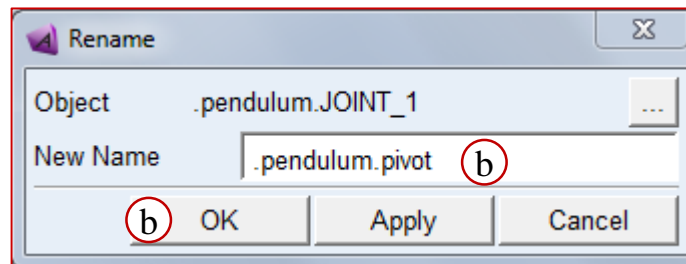 Rename
Object .pendulum.JOINT_1 ...
New Name .pendulum.pivot b
b OK Apply Cancel